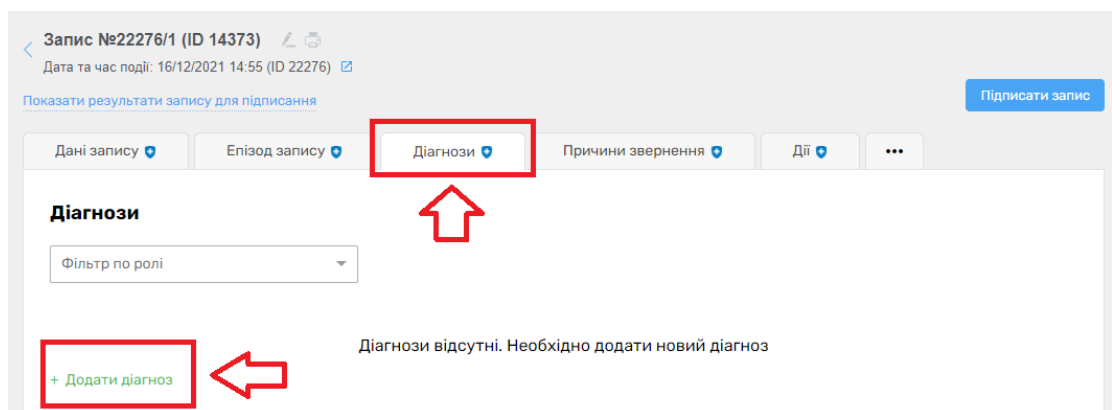 Запис №22276/1 (ID 14373)
Дата та час події: 16/12/2021 14:55 (ID 22276)
Показати результати запису для підписання
Підписати запис
Дані запису Епізод запису Діагнози Причини звернення Дії •••
Діагнози
Фільтр по ролі
Діагнози відсутні. Необхідно додати новий діагноз
+ Додати діагноз